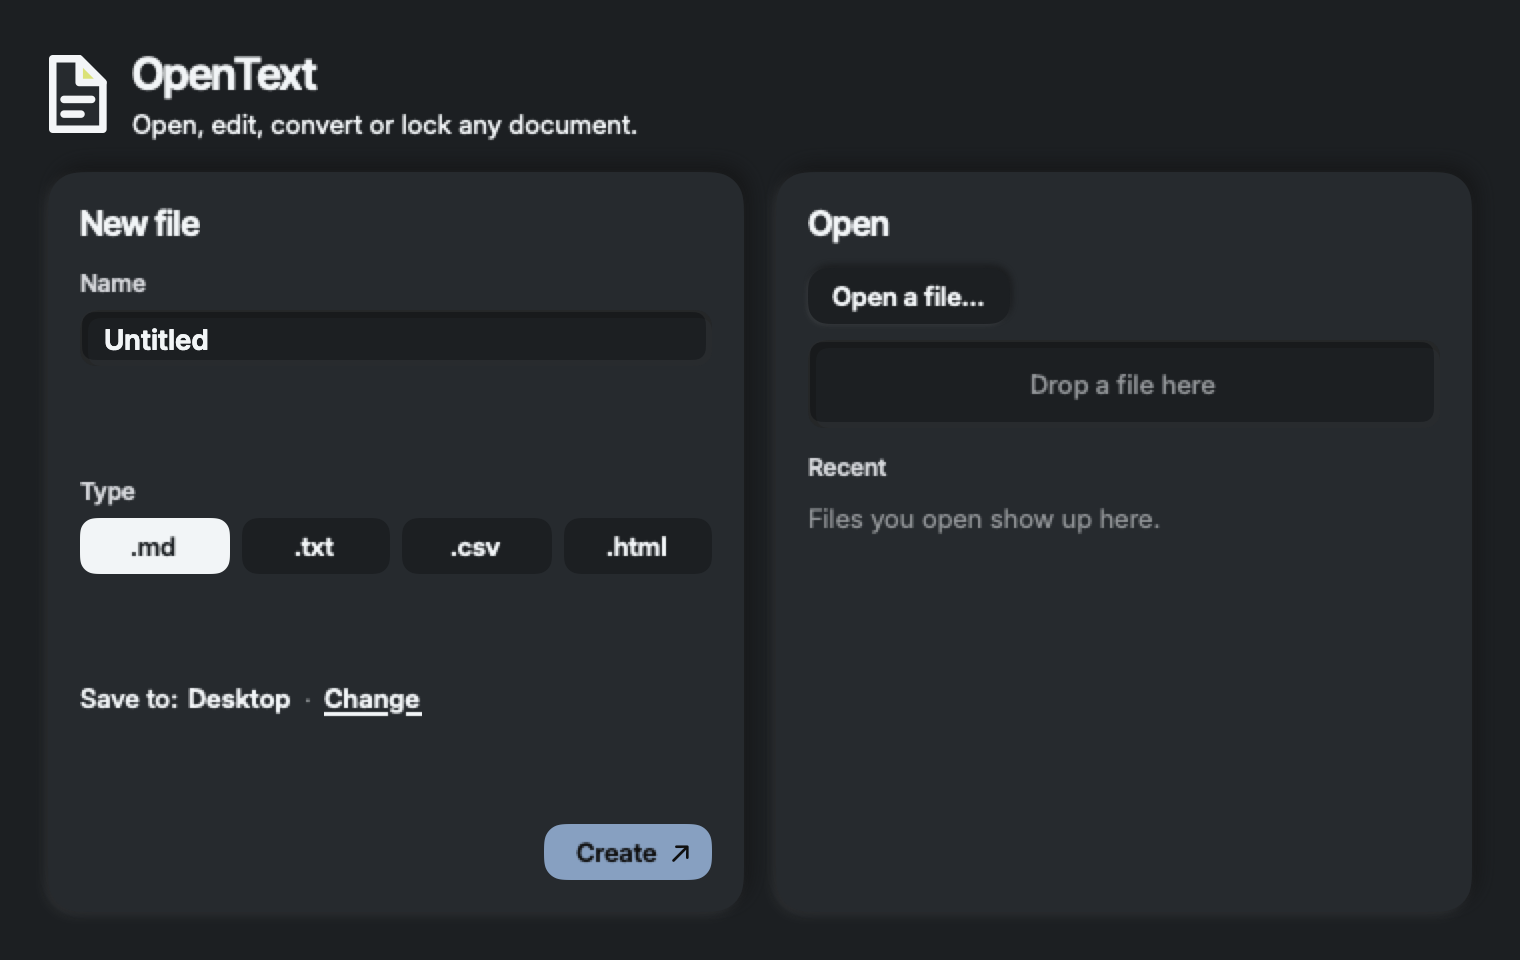 OpenText
Open, edit, convert or lock any document.
New file
Name
Untitled
Type
.md .txt .csv .html
Save to: Desktop · Change
Create
Open
Open a file...
Drop a file here
Recent
Files you open show up here.